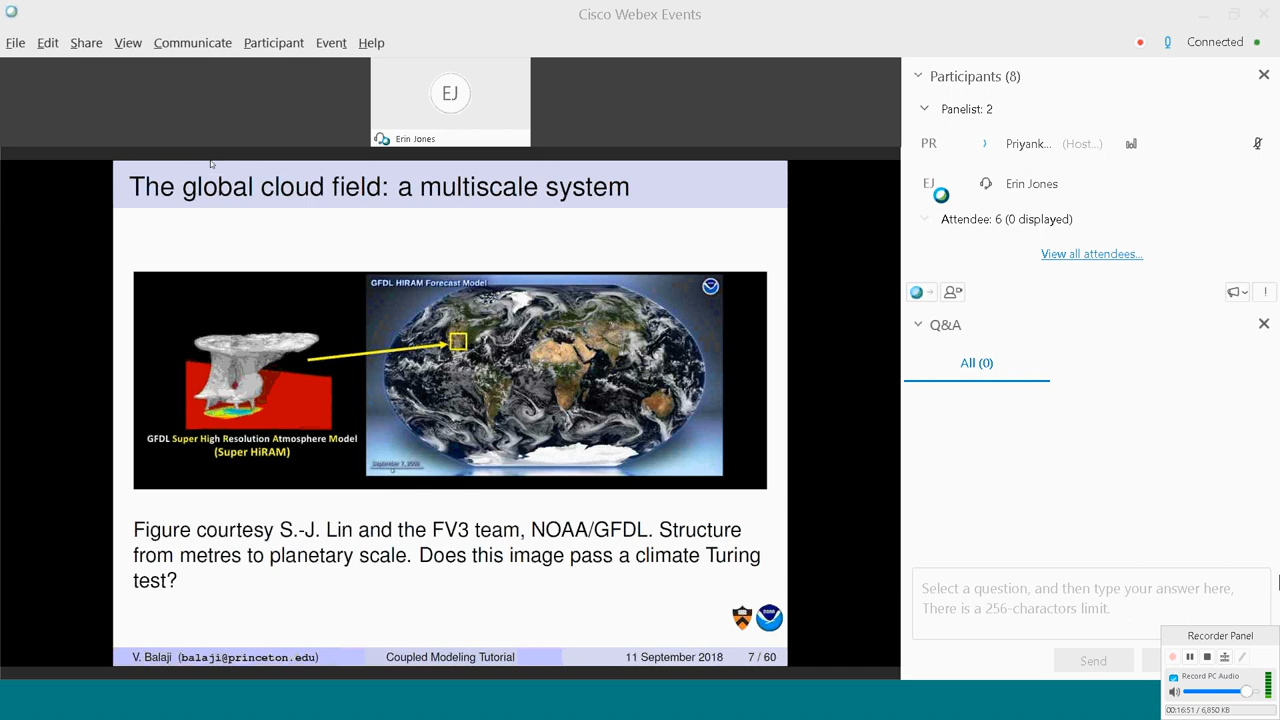 Cisco Webex Events
File Edit Share View Communicate Participant Event Help
Connected
EJ
Erin Jones
The global cloud field: a multiscale system
GFDL HIRAM Forecast Model
GFDL Super High Resolution Atmosphere Model
(Super HiRAM)
September 7, 2008
Figure courtesy S.-J. Lin and the FV3 team, NOAA/GFDL. Structure
from metres to planetary scale. Does this image pass a climate Turing
test?
V. Balaji (balaji@princeton.edu) Coupled Modeling Tutorial 11 September 2018 7 / 60
Participants (8)
Panelist: 2
PR Priyank... (Host...)
EJ Erin Jones
Attendee: 6 (0 displayed)
View all attendees...
Q&A
All (0)
Select a question, and then type your answer here,
There is a 256-charactors limit.
Send
Recorder Panel
Record PC Audio
00:16:51 / 6,850 KB